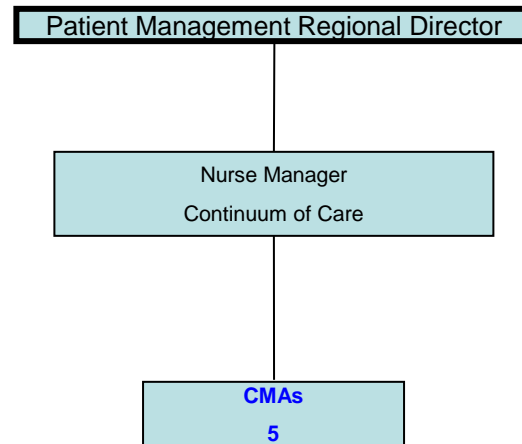 Patient Management Regional Director
Nurse Manager
Continuum of Care
CMAs
5